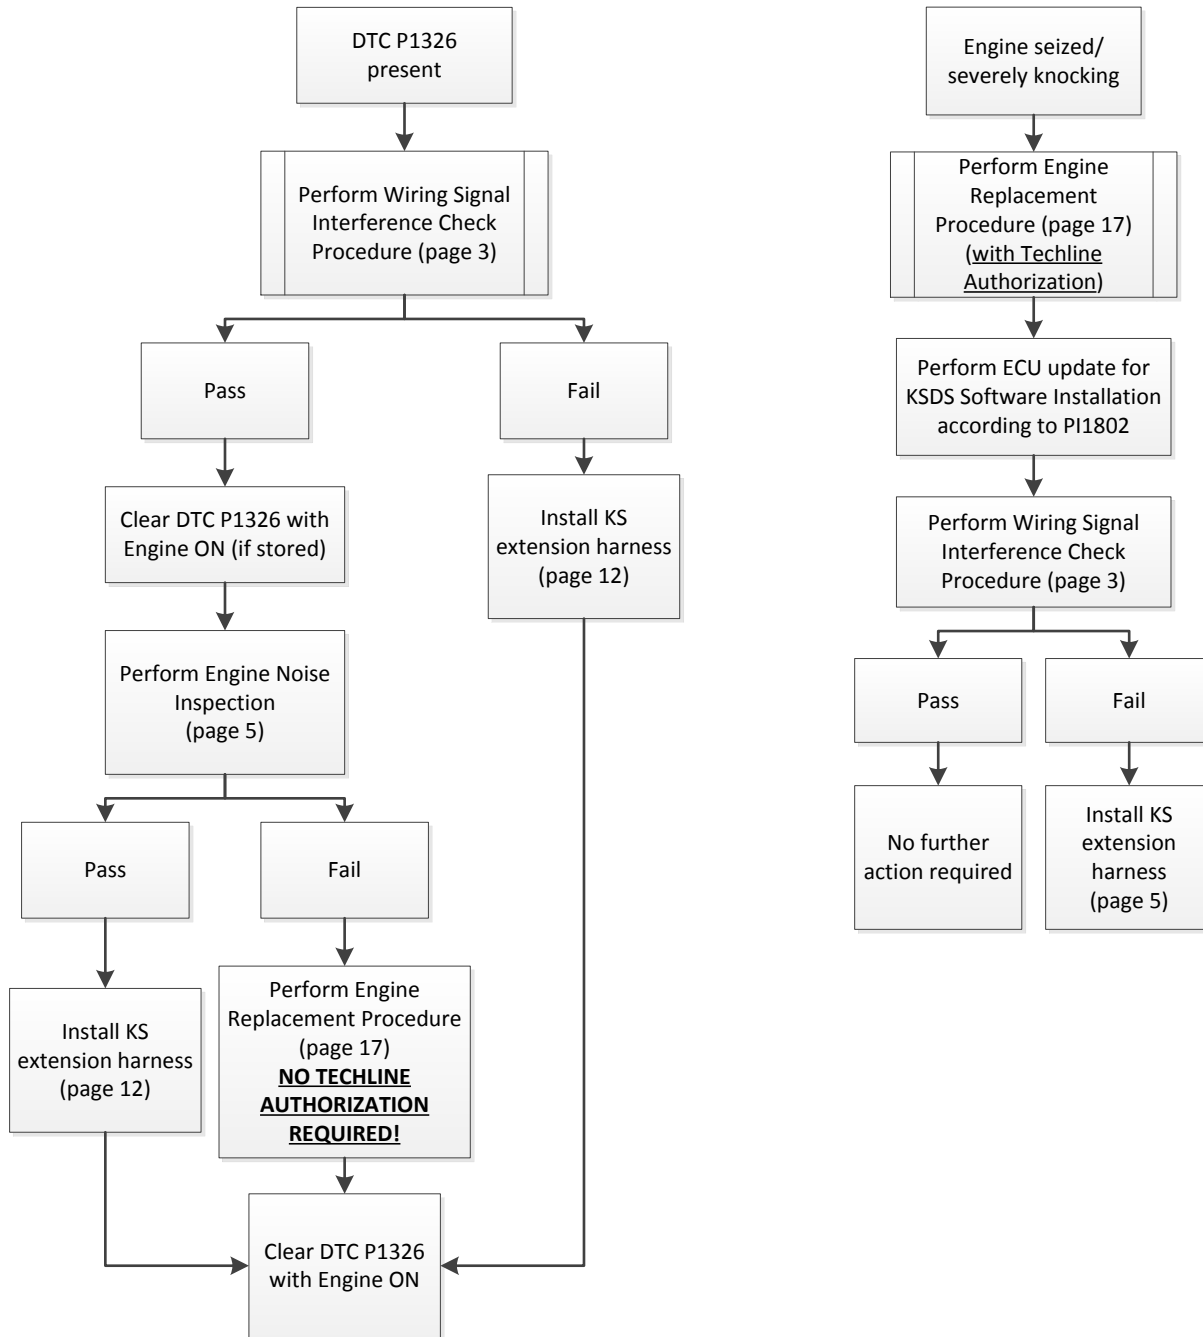 DTC P1326
present
Perform Wiring Signal
Interference Check
Procedure (page 3)
Pass
Fail
Clear DTC P1326 with
Engine ON (if stored)
Install KS
extension harness
(page 12)
Perform Engine Noise
Inspection
(page 5)
Pass
Fail
Install KS
extension harness
(page 12)
Perform Engine
Replacement Procedure
(page 17)
NO TECHLINE
AUTHORIZATION
REQUIRED!
Clear DTC P1326
with Engine ON
Engine seized/
severely knocking
Perform Engine
Replacement
Procedure (page 17)
(with Techline
Authorization)
Perform ECU update for
KSDS Software Installation
according to PI1802
Perform Wiring Signal
Interference Check
Procedure (page 3)
Pass
Fail
No further
action required
Install KS
extension
harness
(page 5)